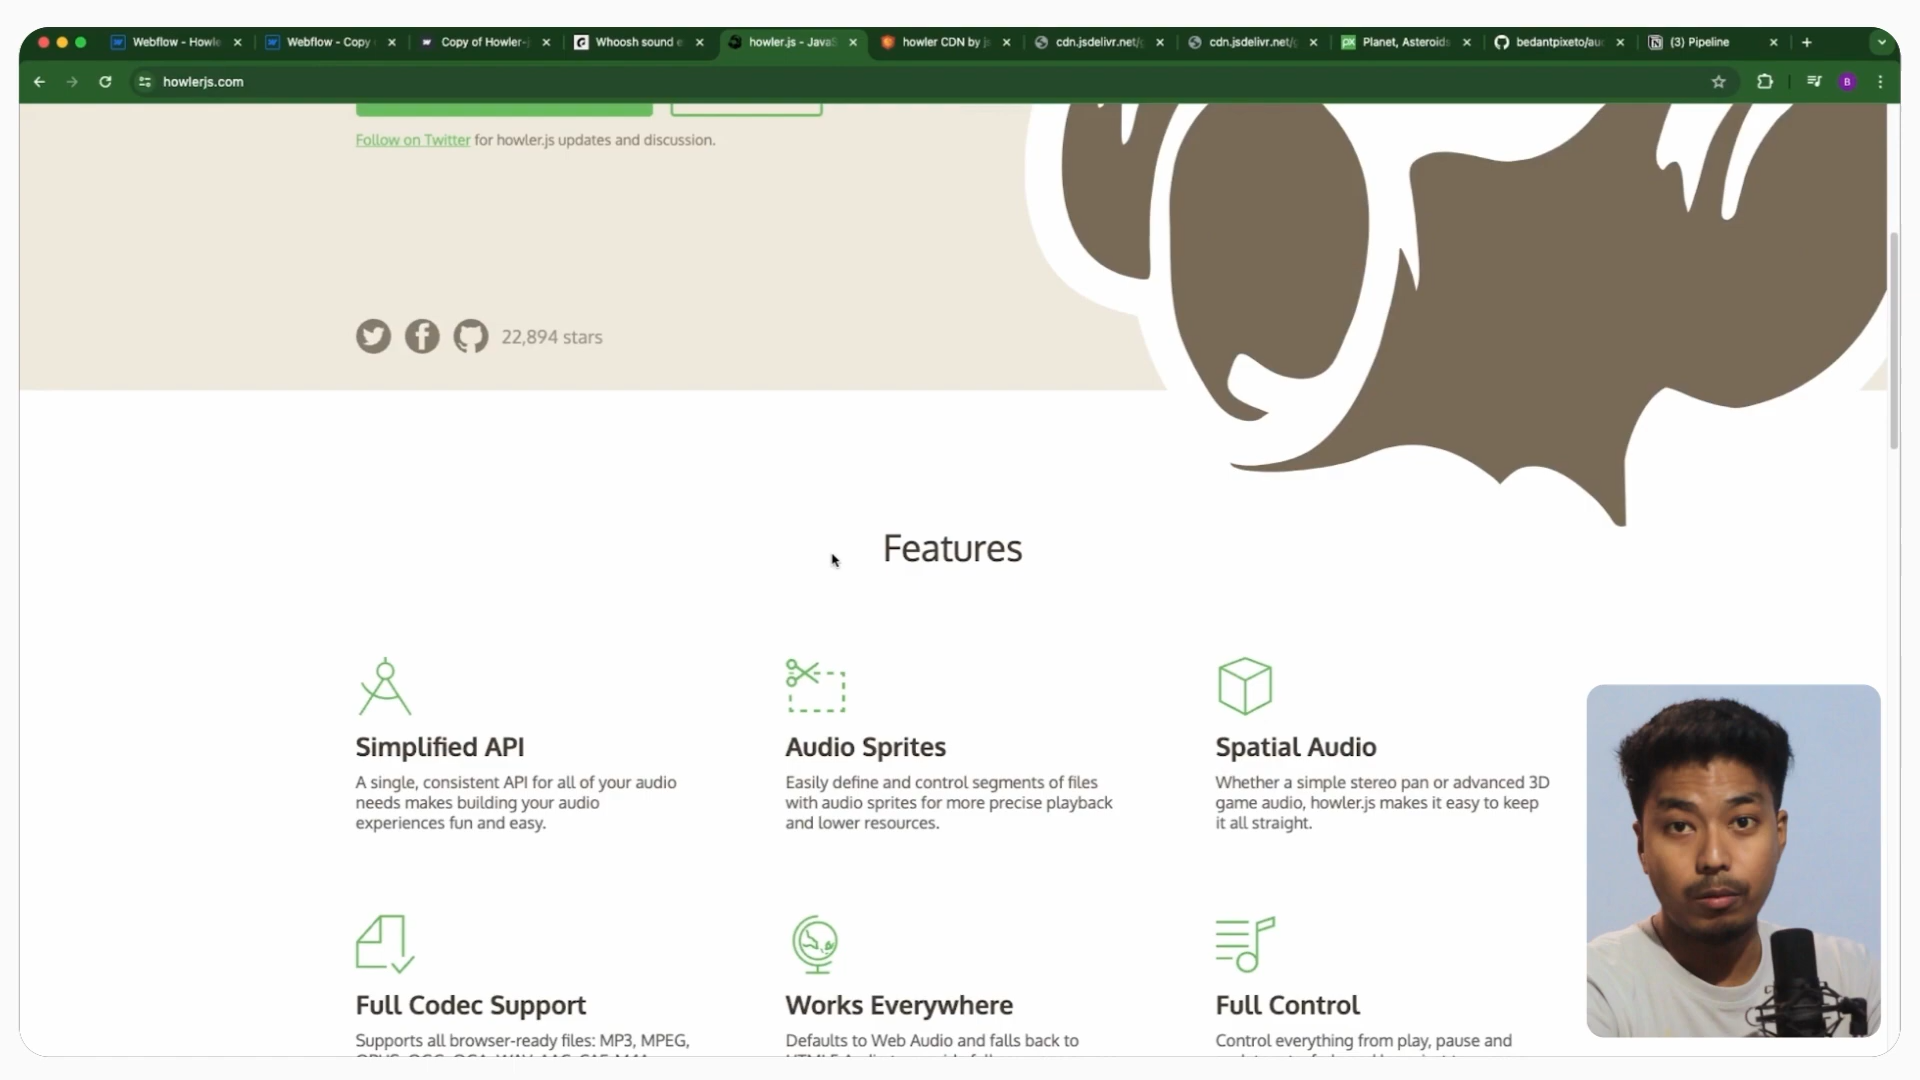 Webflow - Howle
Webflow - Copy
Copy of Howler-
Whoosh sound e
howler.js - JavaS
howler CDN by js
cdn.jsdelivr.net/g
cdn.jsdelivr.net/g
Planet, Asteroids
bedantpixeto/au
(3) Pipeline
howlerjs.com
B
Follow on Twitter for howler.js updates and discussion.
22,894 stars
Features
Simplified API
A single, consistent API for all of your audio
needs makes building your audio
experiences fun and easy.
Audio Sprites
Easily define and control segments of files
with audio sprites for more precise playback
and lower resources.
Spatial Audio
Whether a simple stereo pan or advanced 3D
game audio, howler.js makes it easy to keep
it all straight.
Full Codec Support
Supports all browser-ready files: MP3, MPEG,
Works Everywhere
Defaults to Web Audio and falls back to
Full Control
Control everything from play, pause and